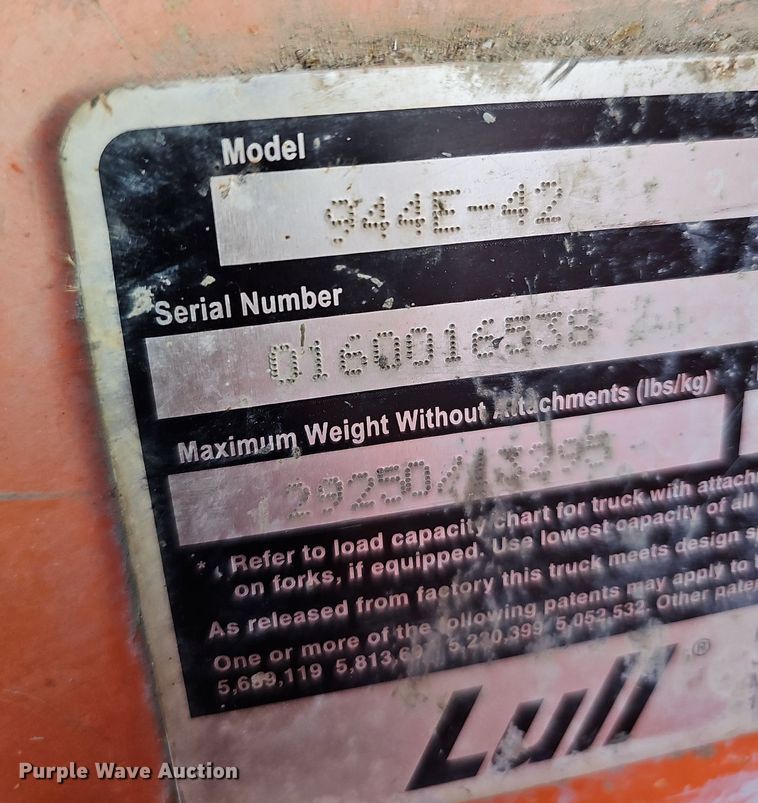 Model
944E-42
Serial Number
0160016538
Maximum Weight Without Attachments (lbs/kg)
29250/13295
* Refer to load capacity chart for truck with attach
on forks, if equipped. Use lowest capacity of all
As released from factory this truck meets design s
One or more of the following patents may apply to
5,659,119 5,813,69 5,230,399 5,052,532. Other pate
Lull®
Purple Wave Auction